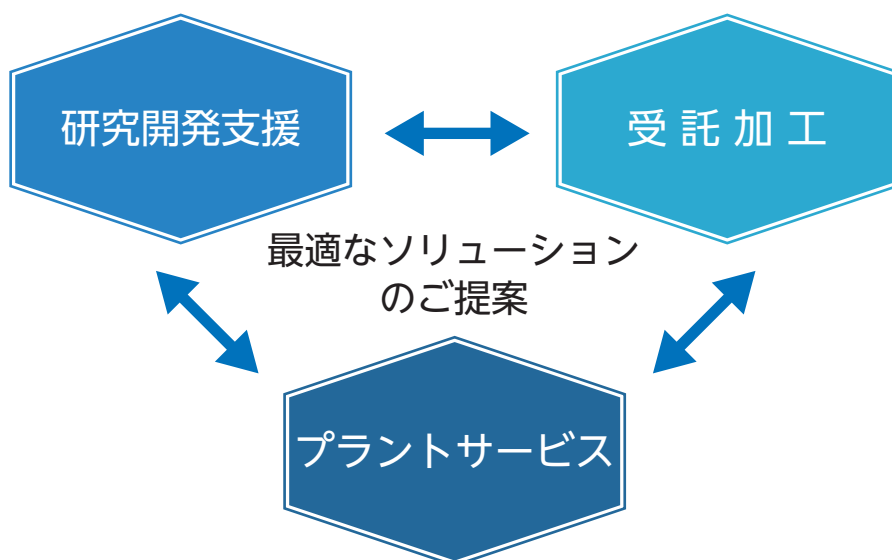 研究開発支援
受託加工
最適なソリューション
のご提案
プラントサービス